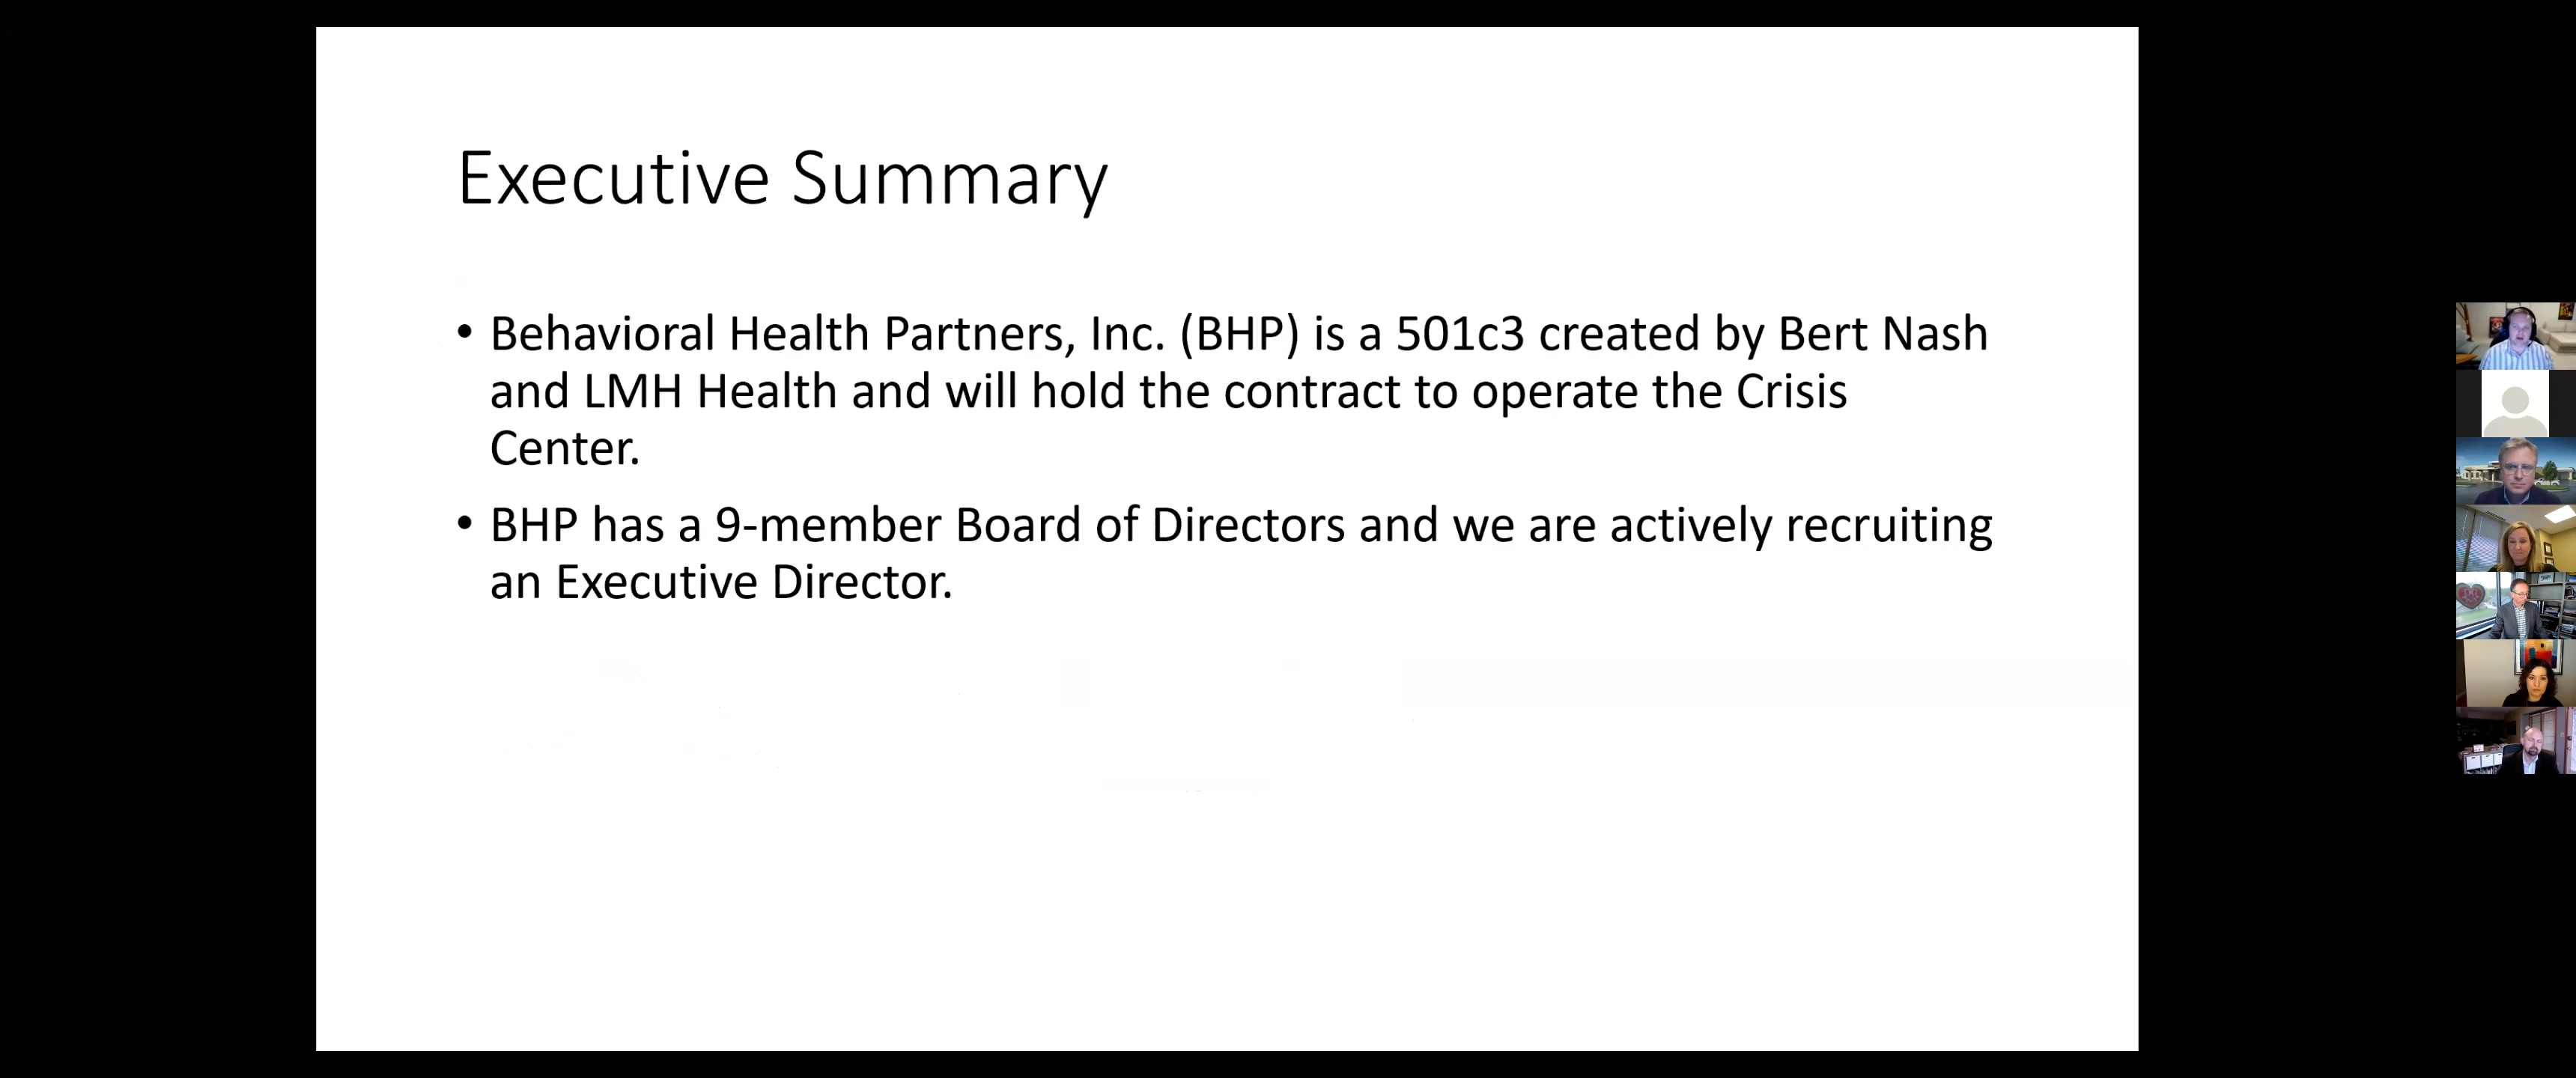 Executive Summary
• Behavioral Health Partners, Inc. (BHP) is a 501c3 created by Bert Nash
and LMH Health and will hold the contract to operate the Crisis
Center.
• BHP has a 9-member Board of Directors and we are actively recruiting
an Executive Director.